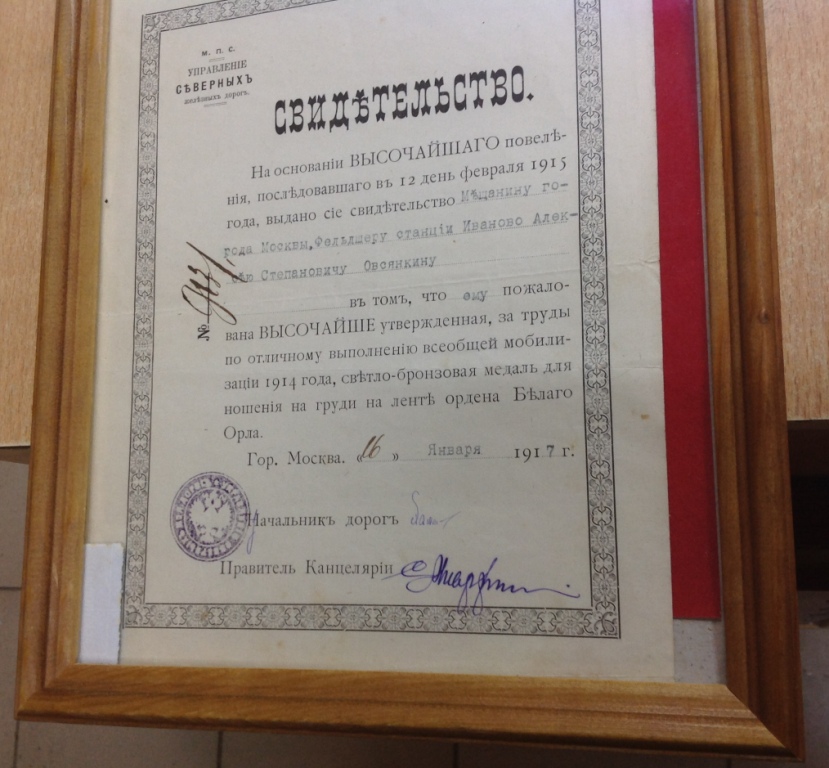 М. П. С.
УПРАВЛЕНІЕ
СѢВЕРНЫХЪ
желѣзныхъ дорогъ.
СВИДѢТЕЛЬСТВО.
На основаніи ВЫСОЧАЙШАГО повелѣ-
нія, послѣдовавшаго въ 12 день февраля 1915
года, выдано сіе свидѣтельство Мѣщанину го-
рода Москвы, Фельдшеру станціи Иваново Алек-
сѣю Степановичу Овсянкину
№
въ томъ, что ему пожало-
вана ВЫСОЧАЙШЕ утвержденная, за труды
по отличному выполненію всеобщей мобили-
заціи 1914 года, свѣтло-бронзовая медаль для
ношенія на груди на лентѣ ордена Бѣлаго
Орла.
Гор. Москва. «16» Января 1917 г.
Начальникъ дорогъ
Правитель Канцеляріи